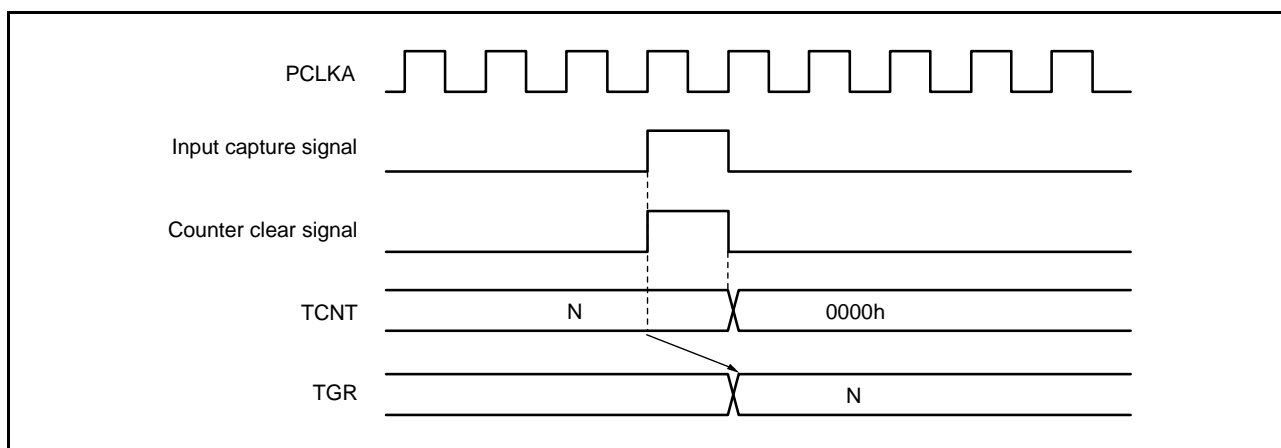 PCLKA
Input capture signal
Counter clear signal
TCNT N 0000h
TGR N